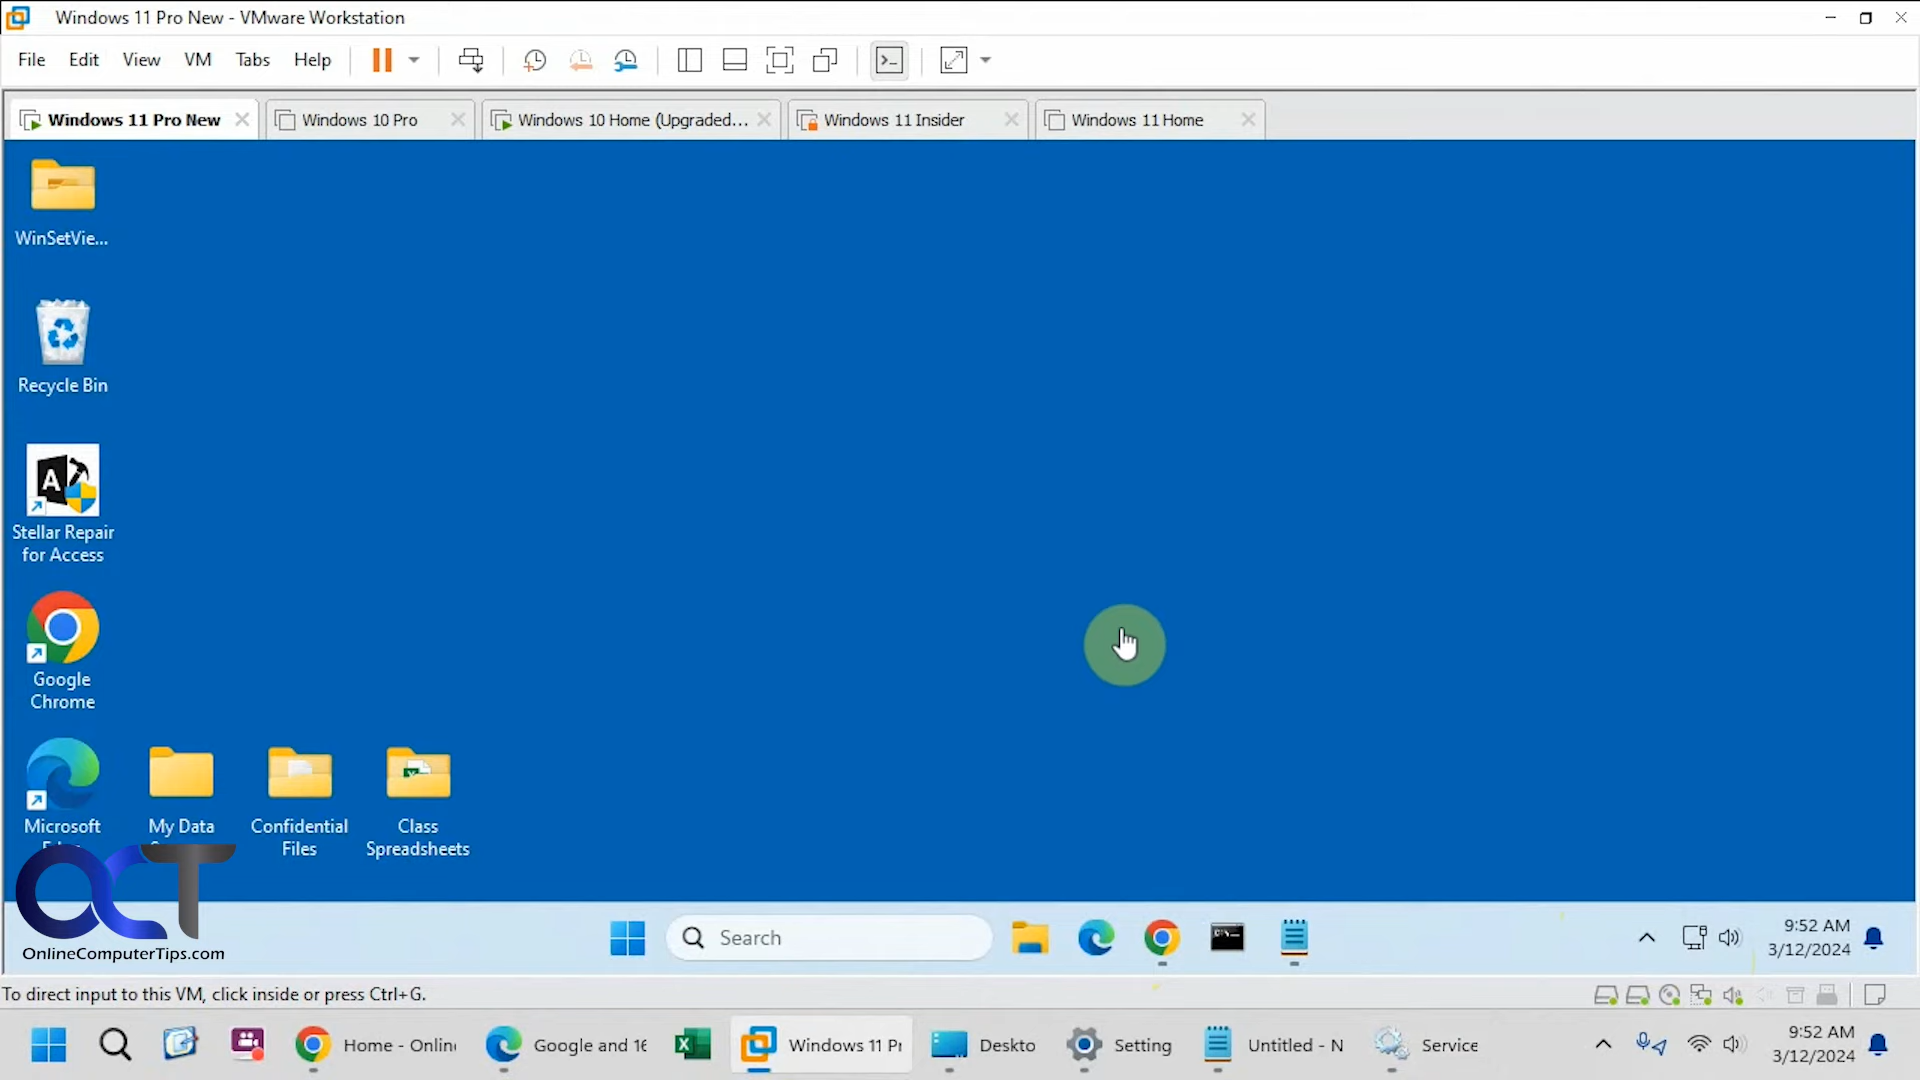 Windows 11 Pro New - VMware Workstation
File Edit View VM Tabs Help
Windows 11 Pro New
Windows 10 Pro
Windows 10 Home (Upgraded...
Windows 11 Insider
Windows 11 Home
WinSetVie...
Recycle Bin
Stellar Repair
for Access
Google
Chrome
Microsoft
My Data
Confidential
Files
Class
Spreadsheets
OCT
OnlineComputerTips.com
Search
9:52 AM
3/12/2024
To direct input to this VM, click inside or press Ctrl+G.
Home - Onlin
Google and 16
Windows 11 Pr
Deskto
Setting
Untitled - N
Service
9:52 AM
3/12/2024